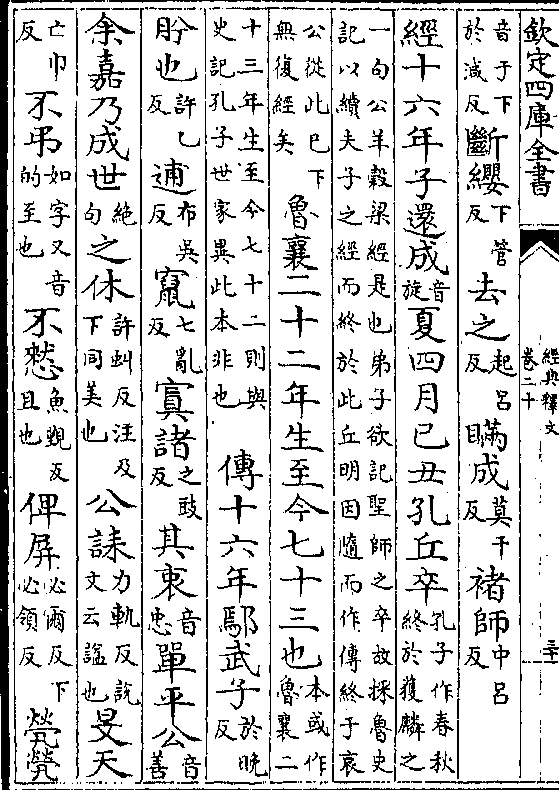 欽定四庫全書
經典釋文
卷二十
三十
音于下
於減反
斷纓
下管
反
去之
起呂
反
瞞成
莫干
反
褚師
中呂
反
經十六年子還成
音
旋
夏四月己丑孔丘卒
孔子作春秋
終於獲麟之
一句公羊穀梁經是也弟子欲記聖師之卒故採魯史
記以續夫子之經而終於此丘明因隨而作傳終于哀
公從此已下
無復經矣
魯襄二十二年生至今七十三也
本或作
魯襄二
十三年生至今七十二則與
史記孔子世家異此本非也
傳十六年鄢武子
於晚
反
肹也
許乙
反
逋
布吳
反
竄
七亂
反
寘諸
之豉
反
其衷
音
忠
單平公
音
善
余嘉乃成世
絶
句
之休
許虯反注及
下同美也
公誄
力軌反說
文云謚也
旻天
亡巾
反
不弔
如字又音
的至也
不憖
魚覲反
且也
俾屏
必爾反下
必領反
煢煢